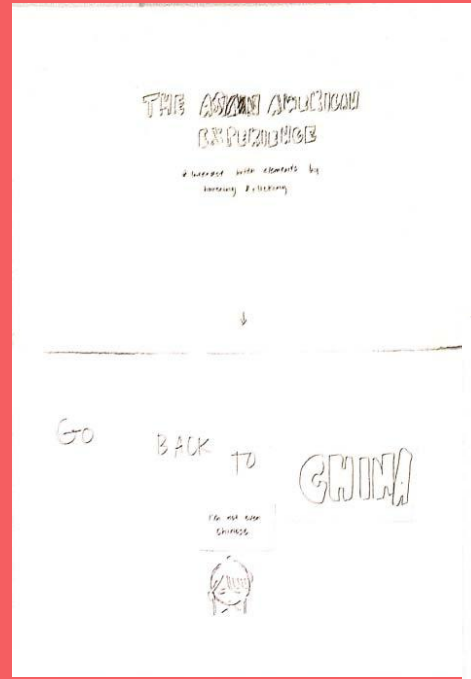 THE ASIAN AMERICAN
EXPERIENCE
* interact with elements by
hovering & clicking
GO BACK TO CHINA
I'm not even
chinese